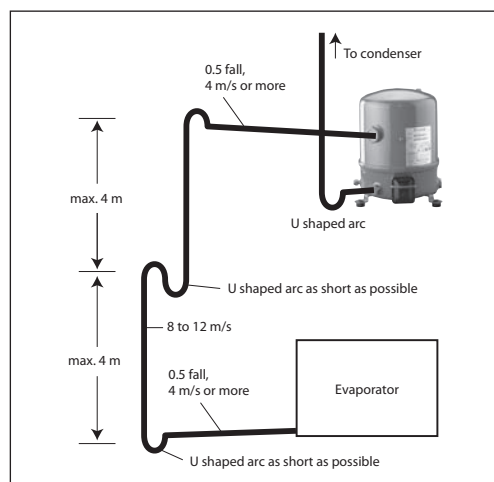 To condenser
0.5 fall,
4 m/s or more
max. 4 m
U shaped arc
U shaped arc as short as possible
8 to 12 m/s
max. 4 m
0.5 fall,
4 m/s or more
Evaporator
U shaped arc as short as possible